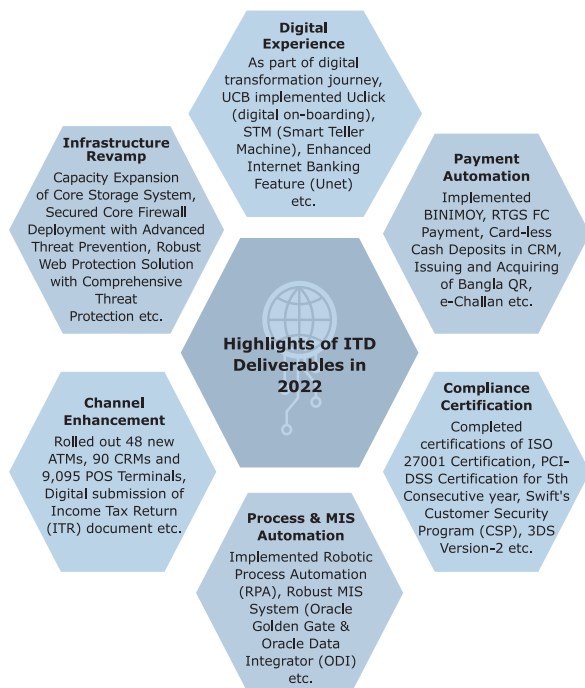 Digital
Experience
As part of digital
transformation journey,
UCB implemented Uclick
(digital on-boarding),
STM (Smart Teller
Machine), Enhanced
Internet Banking
Feature (Unet)
etc.
Infrastructure
Revamp
Capacity Expansion
of Core Storage System,
Secured Core Firewall
Deployment with Advanced
Threat Prevention, Robust
Web Protection Solution
with Comprehensive
Threat
Protection etc.
Payment
Automation
Implemented
BINIMOY, RTGS FC
Payment, Card-less
Cash Deposits in CRM,
Issuing and Acquiring
of Bangla QR,
e-Challan etc.
Highlights of ITD
Deliverables in
2022
Channel
Enhancement
Rolled out 48 new
ATMs, 90 CRMs and
9,095 POS Terminals,
Digital submission of
Income Tax Return
(ITR) document etc.
Compliance
Certification
Completed
certifications of ISO
27001 Certification, PCI-
DSS Certification for 5th
Consecutive year, Swift's
Customer Security
Program (CSP), 3DS
Version-2 etc.
Process & MIS
Automation
Implemented Robotic
Process Automation
(RPA), Robust MIS
System (Oracle
Golden Gate &
Oracle Data
Integrator (ODI)
etc.